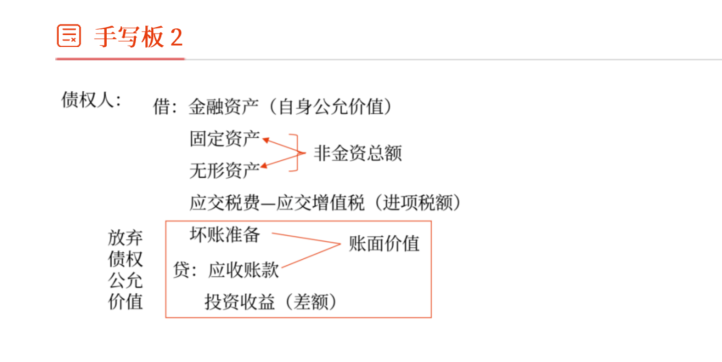 手写板 2
债权人： 借：金融资产（自身公允价值）
固定资产
非金资总额
无形资产
应交税费—应交增值税（进项税额）
放弃 坏账准备
账面价值
债权
贷：应收账款
公允
价值 投资收益（差额）